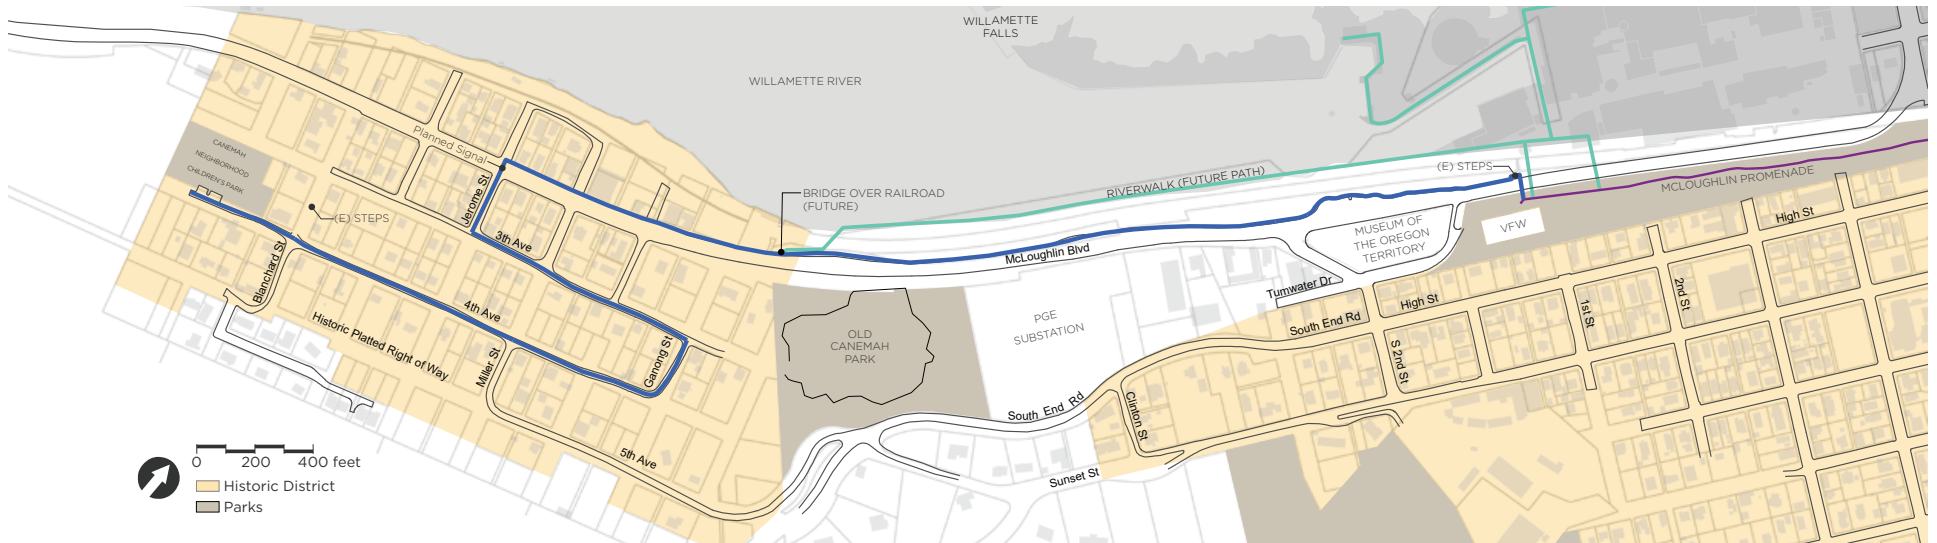 WILLAMETTE
FALLS
WILLAMETTE RIVER
Planned Signal
CANEMAH
NEIGHBORHOOD
CHILDREN'S PARK
(E) STEPS
Jerome St
3th Ave
BRIDGE OVER RAILROAD
(FUTURE)
RIVERWALK (FUTURE PATH)
(E) STEPS
MCLOUGHLIN PROMENADE
VFW
High St
MUSEUM OF
THE OREGON
TERRITORY
McLoughlin Blvd
Tumwater Dr
Blanchard St
4th Ave
Historic Platted Right of Way
Miller St
Ganong St
OLD
CANEMAH
PARK
PGE
SUBSTATION
South End Rd
High St
1st St
2nd St
S 2nd St
South End Rd
Clinton St
Sunset St
5th Ave
0 200 400 feet
Historic District
Parks